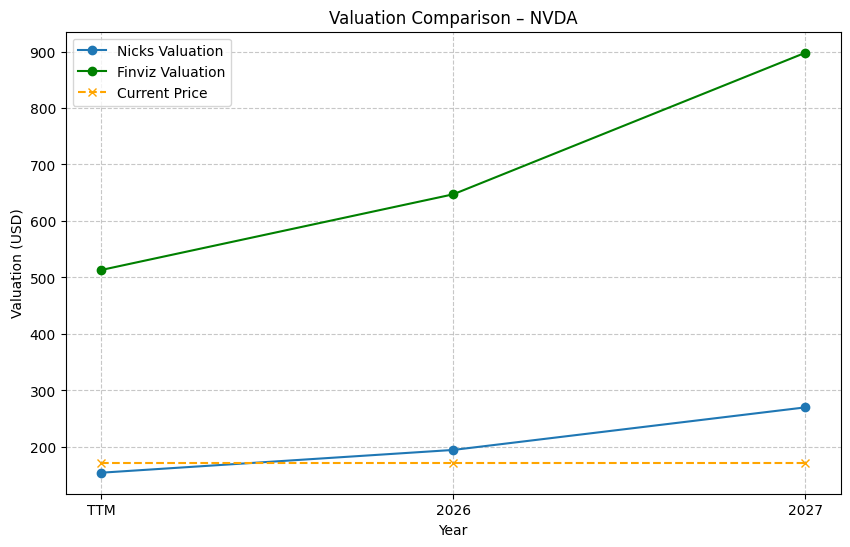 Valuation Comparison – NVDA
Nicks Valuation
Finviz Valuation
Current Price
Valuation (USD)
900
800
700
600
500
400
300
200
TTM
2026
2027
Year